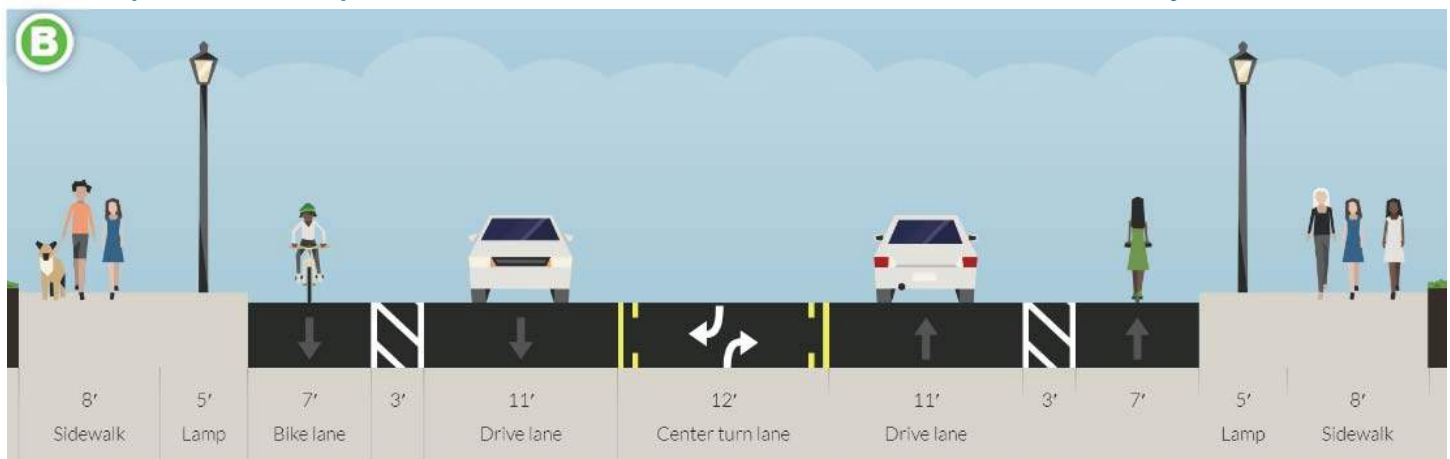 B
8' 5' 7' 3' 11' 12' 11' 3' 7' 5' 8'
Sidewalk Lamp Bike lane Drive lane Center turn lane Drive lane Lamp Sidewalk